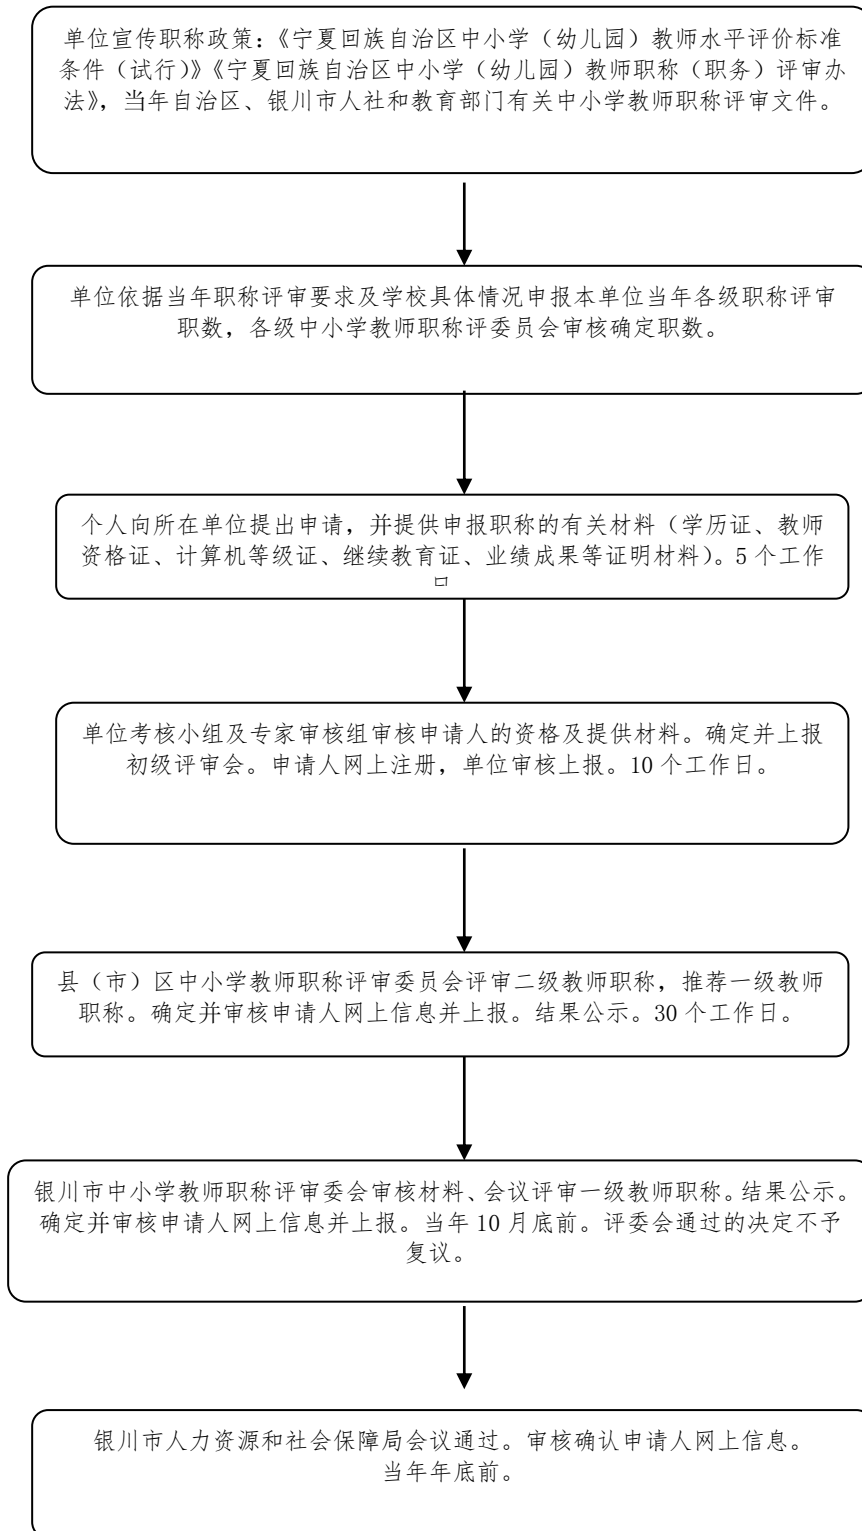 单位宣传职称政策：《宁夏回族自治区中小学（幼儿园）教师水平评价标准
条件（试行）》《宁夏回族自治区中小学（幼儿园）教师职称（职务）评审办
法》，当年自治区、银川市人社和教育部门有关中小学教师职称评审文件。
单位依据当年职称评审要求及学校具体情况申报本单位当年各级职称评审
职数，各级中小学教师职称评委员会审核确定职数。
个人向所在单位提出申请，并提供申报职称的有关材料（学历证、教师
资格证、计算机等级证、继续教育证、业绩成果等证明材料）。5 个工作
单位考核小组及专家审核组审核申请人的资格及提供材料。确定并上报
初级评审会。申请人网上注册，单位审核上报。10 个工作日。
县（市）区中小学教师职称评审委员会评审二级教师职称，推荐一级教师
职称。确定并审核申请人网上信息并上报。结果公示。30 个工作日。
银川市中小学教师职称评审委会审核材料、会议评审一级教师职称。结果公示。
确定并审核申请人网上信息并上报。当年 10 月底前。评委会通过的决定不予
复议。
银川市人力资源和社会保障局会议通过。审核确认申请人网上信息。
当年年底前。